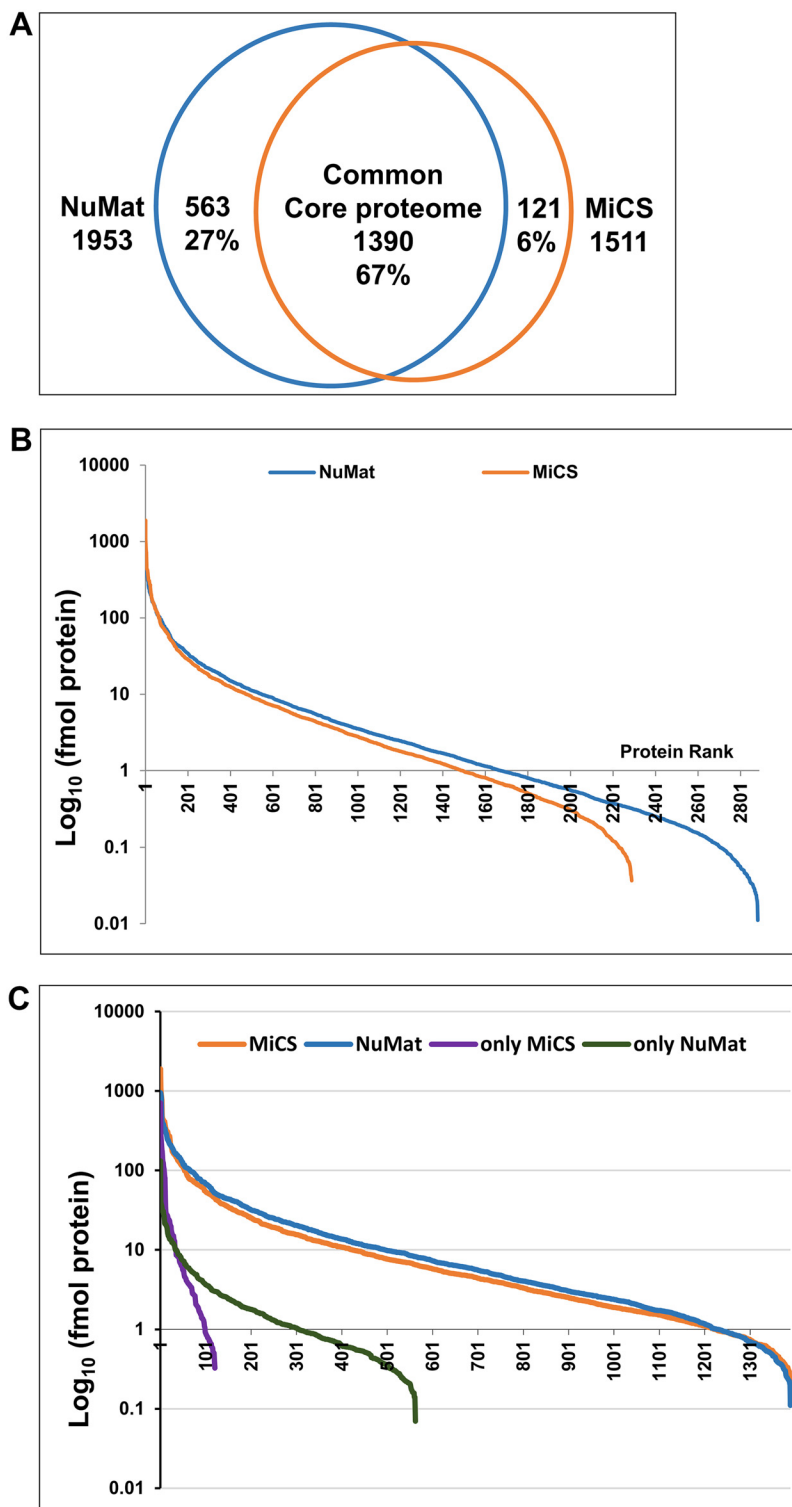 A
NuMat
1953
563
27%
Common
Core proteome
1390
67%
121
6%
MiCS
1511
B
NuMat MiCS
Log10 (fmol protein)
10000
1000
100
10
1
0.1
0.01
Protein Rank
1 201 401 601 801 1001 1201 1401 1601 1801 2001 2201 2401 2601 2801
C
MiCS NuMat only MiCS only NuMat
Log10 (fmol protein)
10000
1000
100
10
1
0.1
0.01
1 101 201 301 401 501 601 701 801 901 1001 1101 1201 1301